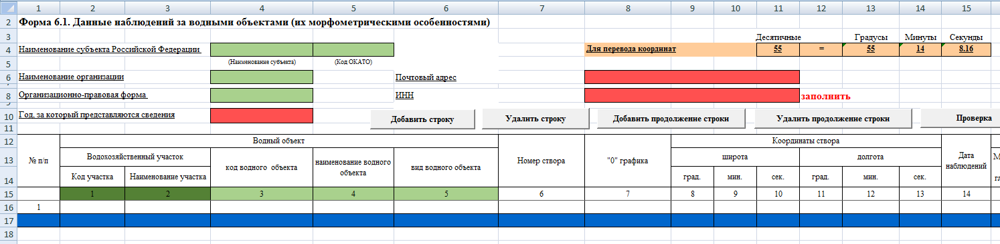 1 2 3 4 5 6 7 8 9 10 11 12 13 14 15
2 Форма 6.1. Данные наблюдений за водными объектами (их морфометрическими особенностями)
3 Десятичные Градусы Минуты Секунды
4 Наименование субъекта Российской Федерации Для перевода координат 55 = 55 14 8.16
5 (Наименование субъекта) (Код ОКАТО)
6 Наименование организации Почтовый адрес
8 Организационно-правовая форма ИНН заполнить
10 Год, за который представляются сведения Добавить строку Удалить строку Добавить продолжение строки Удалить продолжение строки Проверка
11
12 Водный объект Координаты створа
13 № п/п Водохозяйственный участок код водного объекта наименование водного объекта вид водного объекта Номер створа "0" графика широта долгота Дата наблюдений
14 Код участка Наименование участка град. мин. сек. град. мин. сек.
15 1 2 3 4 5 6 7 8 9 10 11 12 13 14
16 1
17
18